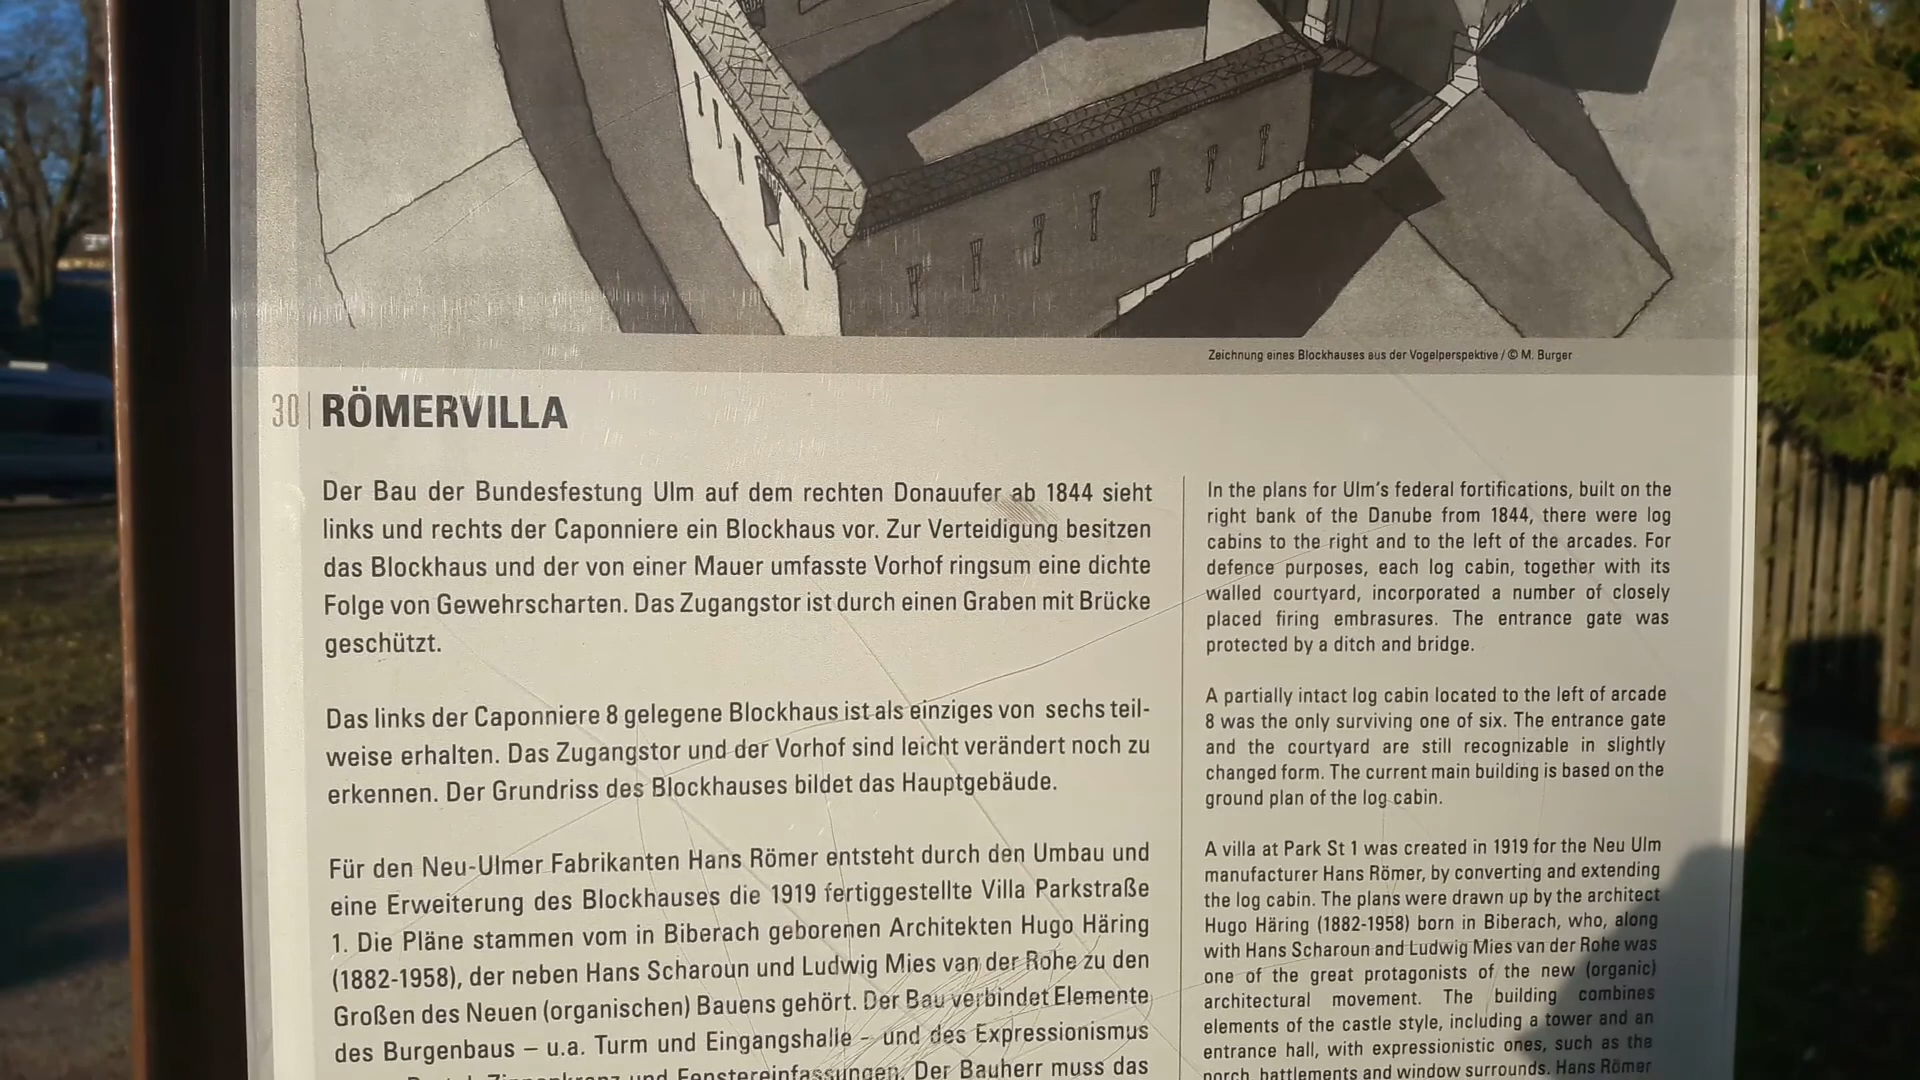 Zeichnung eines Blockhauses aus der Vogelperspektive / © M. Burger
30 | RÖMERVILLA
Der Bau der Bundesfestung Ulm auf dem rechten Donauufer ab 1844 sieht
links und rechts der Caponniere ein Blockhaus vor. Zur Verteidigung besitzen
das Blockhaus und der von einer Mauer umfasste Vorhof ringsum eine dichte
Folge von Gewehrscharten. Das Zugangstor ist durch einen Graben mit Brücke
geschützt.
Das links der Caponniere 8 gelegene Blockhaus ist als einziges von sechs teil-
weise erhalten. Das Zugangstor und der Vorhof sind leicht verändert noch zu
erkennen. Der Grundriss des Blockhauses bildet das Hauptgebäude.
Für den Neu-Ulmer Fabrikanten Hans Römer entsteht durch den Umbau und
eine Erweiterung des Blockhauses die 1919 fertiggestellte Villa Parkstraße
1. Die Pläne stammen vom in Biberach geborenen Architekten Hugo Häring
(1882-1958), der neben Hans Scharoun und Ludwig Mies van der Rohe zu den
Großen des Neuen (organischen) Bauens gehört. Der Bau verbindet Elemente
des Burgenbaus – u.a. Turm und Eingangshalle – und des Expressionismus
Zinnenkranz und Fenstereinfassungen. Der Bauherr muss das
In the plans for Ulm's federal fortifications, built on the
right bank of the Danube from 1844, there were log
cabins to the right and to the left of the arcades. For
defence purposes, each log cabin, together with its
walled courtyard, incorporated a number of closely
placed firing embrasures. The entrance gate was
protected by a ditch and bridge.
A partially intact log cabin located to the left of arcade
8 was the only surviving one of six. The entrance gate
and the courtyard are still recognizable in slightly
changed form. The current main building is based on the
ground plan of the log cabin.
A villa at Park St 1 was created in 1919 for the Neu Ulm
manufacturer Hans Römer, by converting and extending
the log cabin. The plans were drawn up by the architect
Hugo Häring (1882-1958) born in Biberach, who, along
with Hans Scharoun and Ludwig Mies van der Rohe was
one of the great protagonists of the new (organic)
architectural movement. The building combines
elements of the castle style, including a tower and an
entrance hall, with expressionistic ones, such as the
porch, battlements and window surrounds. Hans Römer